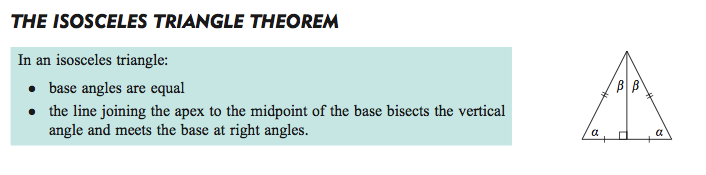 THE ISOSCELES TRIANGLE THEOREM
In an isosceles triangle:
• base angles are equal
• the line joining the apex to the midpoint of the base bisects the vertical
angle and meets the base at right angles.
β β
α α